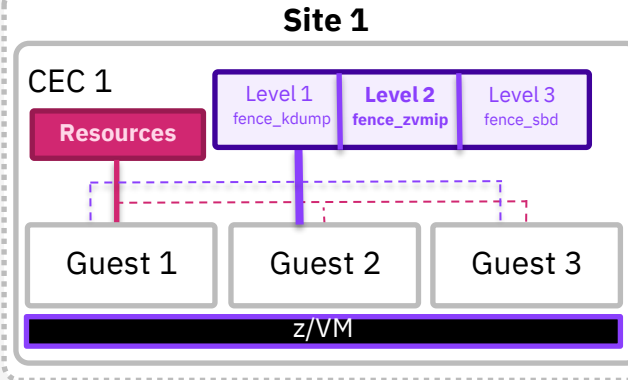 Site 1
CEC 1
Resources
Level 1
fence_kdump
Level 2
fence_zvmip
Level 3
fence_sbd
Guest 1
Guest 2
Guest 3
z/VM